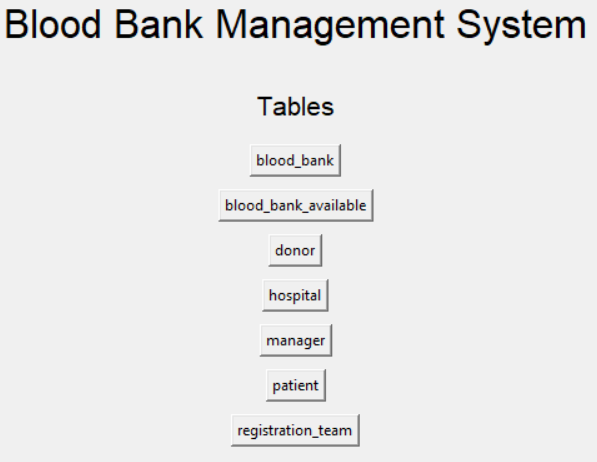 Blood Bank Management System
Tables
blood_bank
blood_bank_available
donor
hospital
manager
patient
registration_team